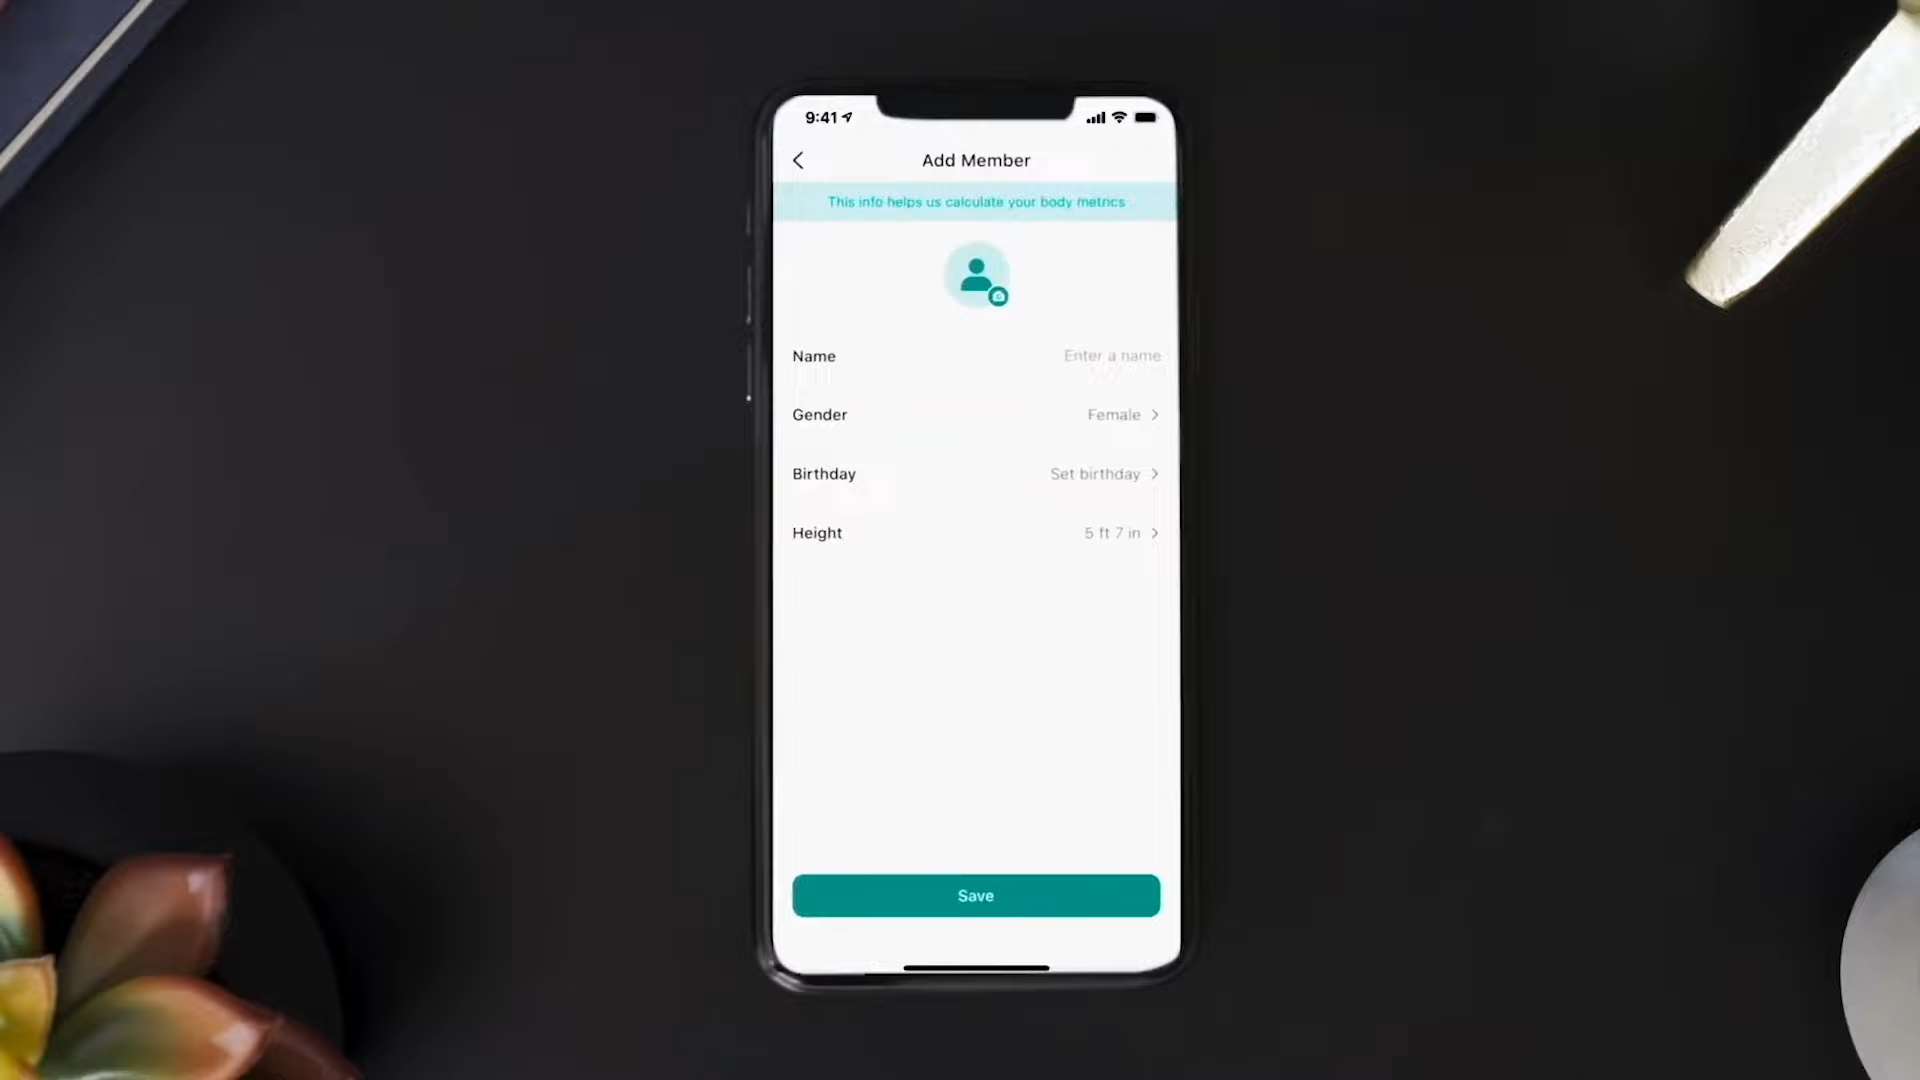 9:41
Add Member
This info helps us calculate your body metrics
Name Enter a name
Gender Female
Birthday Set birthday
Height 5 ft 7 in
Save